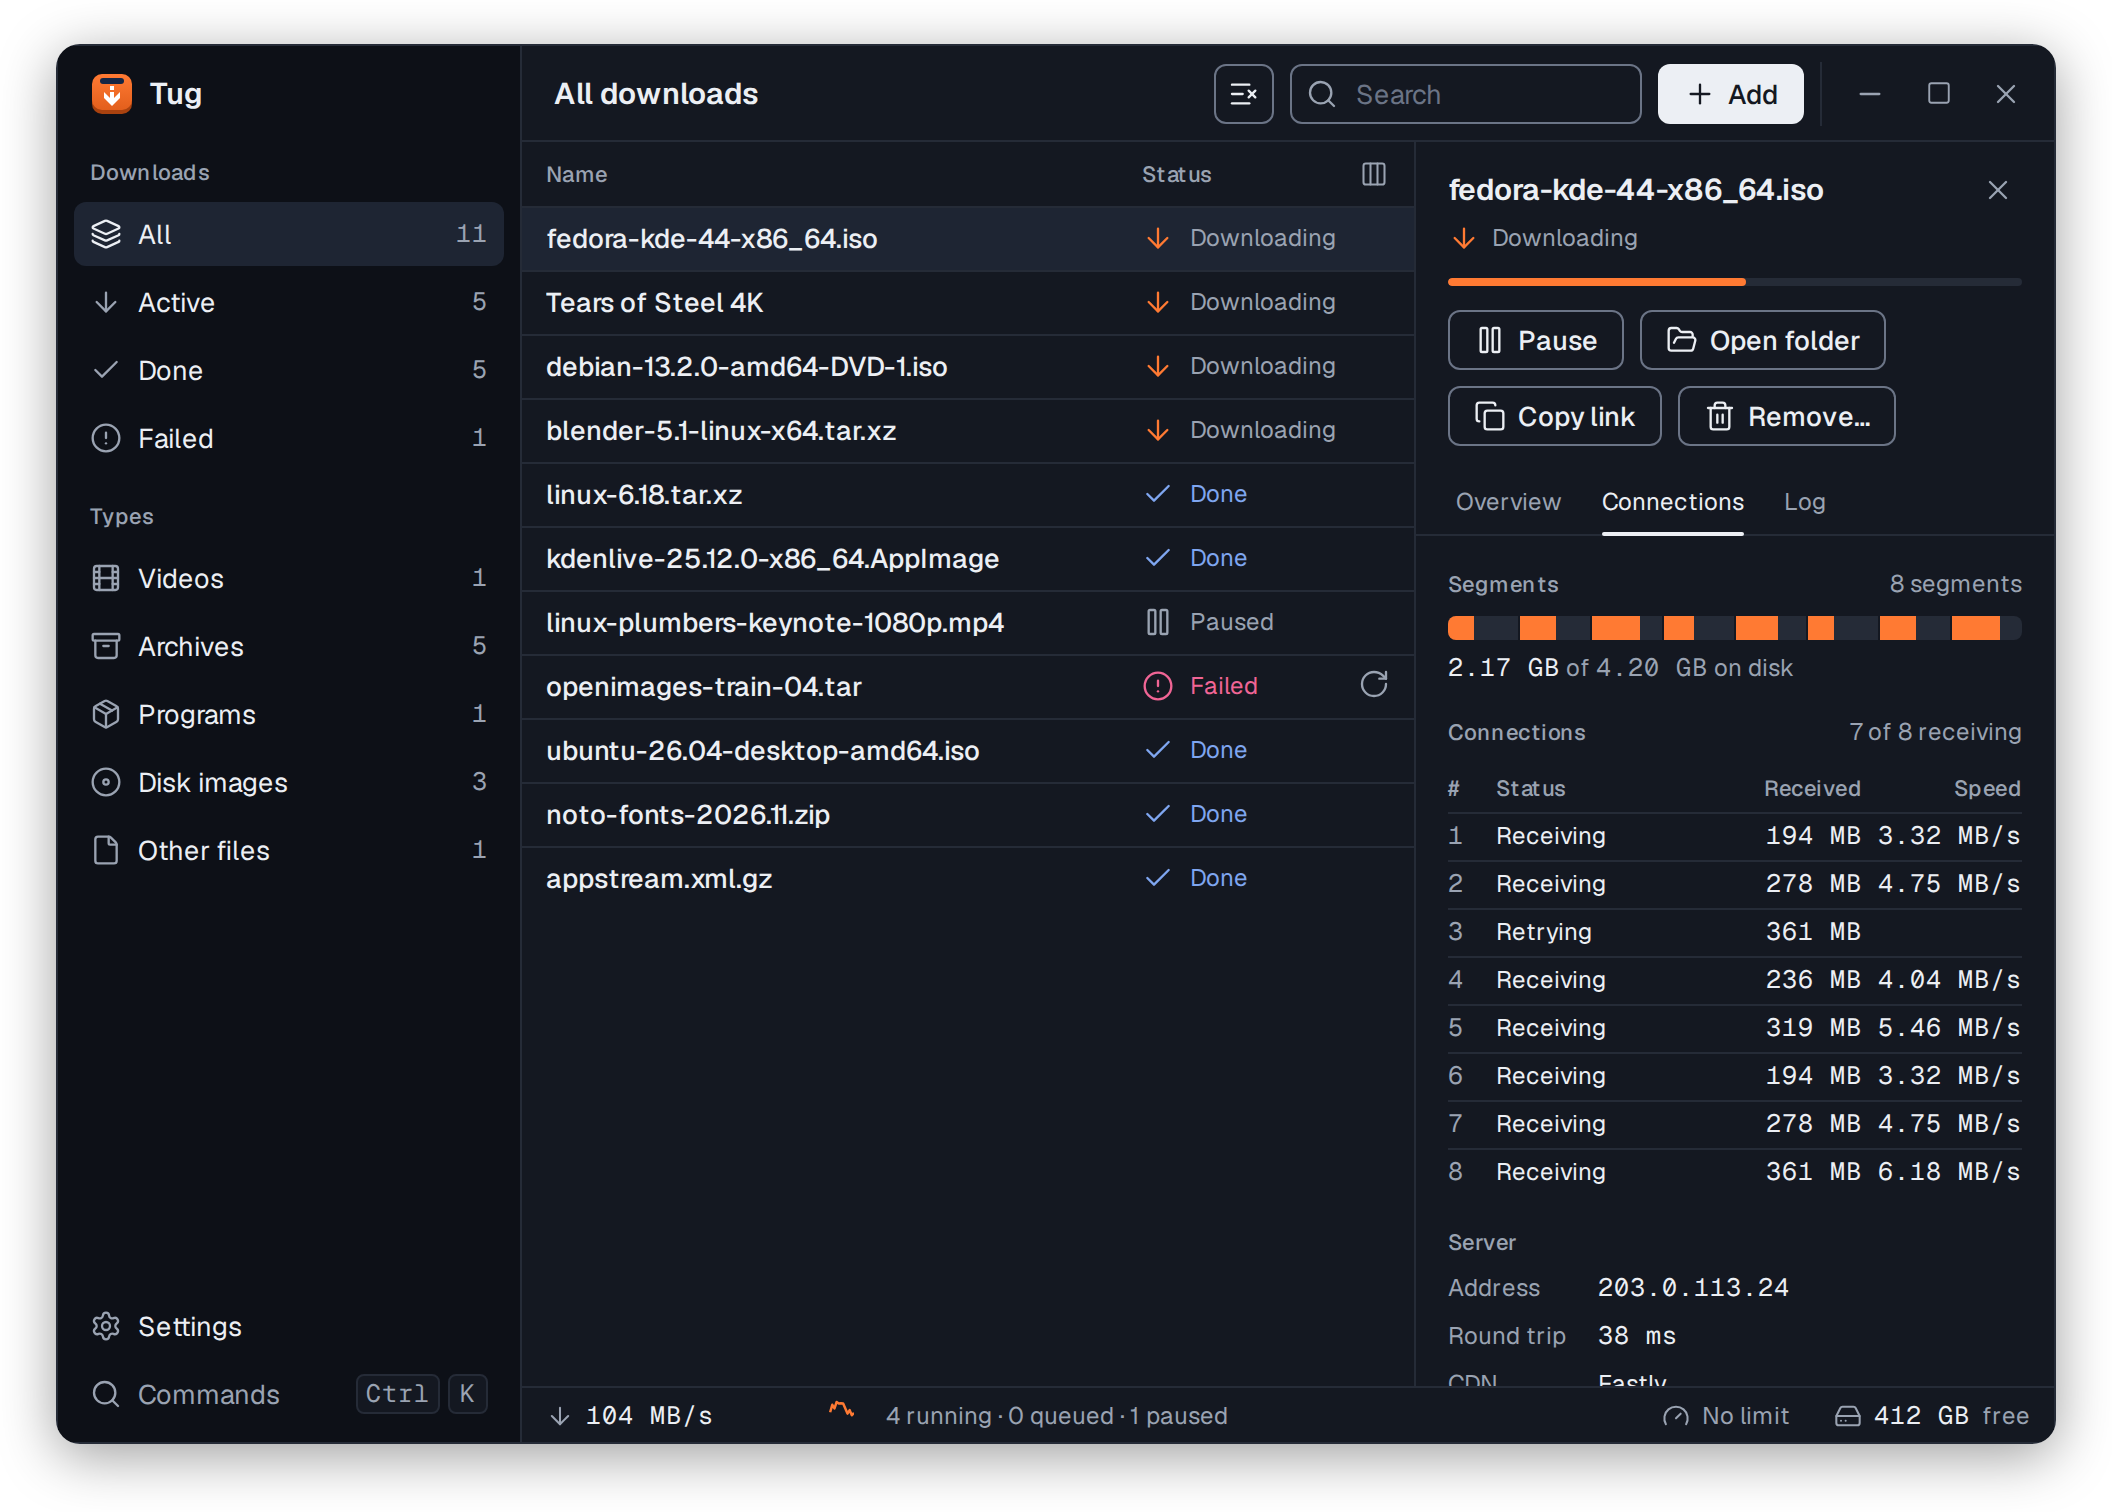 Tug
Downloads
All 11
Active 5
Done 5
Failed 1
Types
Videos 1
Archives 5
Programs 1
Disk images 3
Other files 1
Settings
Commands Ctrl K
All downloads
Search
Add
Name Status
fedora-kde-44-x86_64.iso Downloading
Tears of Steel 4K Downloading
debian-13.2.0-amd64-DVD-1.iso Downloading
blender-5.1-linux-x64.tar.xz Downloading
linux-6.18.tar.xz Done
kdenlive-25.12.0-x86_64.AppImage Done
linux-plumbers-keynote-1080p.mp4 Paused
openimages-train-04.tar Failed
ubuntu-26.04-desktop-amd64.iso Done
noto-fonts-2026.11.zip Done
appstream.xml.gz Done
fedora-kde-44-x86_64.iso
Downloading
Pause Open folder
Copy link Remove...
Overview Connections Log
Segments 8 segments
2.17 GB of 4.20 GB on disk
Connections 7 of 8 receiving
# Status Received Speed
1 Receiving 194 MB 3.32 MB/s
2 Receiving 278 MB 4.75 MB/s
3 Retrying 361 MB
4 Receiving 236 MB 4.04 MB/s
5 Receiving 319 MB 5.46 MB/s
6 Receiving 194 MB 3.32 MB/s
7 Receiving 278 MB 4.75 MB/s
8 Receiving 361 MB 6.18 MB/s
Server
Address 203.0.113.24
Round trip 38 ms
CDN Fastly
104 MB/s 4 running · 0 queued · 1 paused No limit 412 GB free